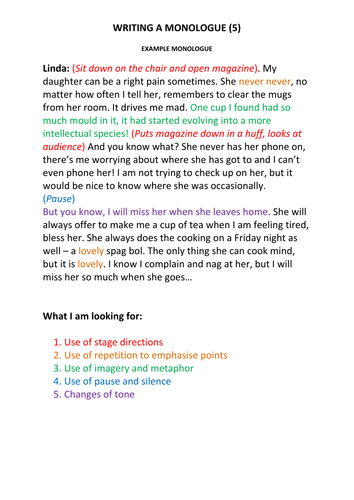 WRITING A MONOLOGUE (5)
EXAMPLE MONOLOGUE
Linda: (Sit down on the chair and open magazine). My
daughter can be a right pain sometimes. She never never, no
matter how often I tell her, remembers to clear the mugs
from her room. It drives me mad. One cup I found had so
much mould in it, it had started evolving into a more
intellectual species! (Puts magazine down in a huff, looks at
audience) And you know what? She never has her phone on,
there's me worrying about where she has got to and I can't
even phone her! I am not trying to check up on her, but it
would be nice to know where she was occasionally.
(Pause)
But you know, I will miss her when she leaves home. She will
always offer to make me a cup of tea when I am feeling tired,
bless her. She always does the cooking on a Friday night as
well – a lovely spag bol. The only thing she can cook mind,
but it is lovely. I know I complain and nag at her, but I will
miss her so much when she goes...
What I am looking for:
1. Use of stage directions
2. Use of repetition to emphasise points
3. Use of imagery and metaphor
4. Use of pause and silence
5. Changes of tone